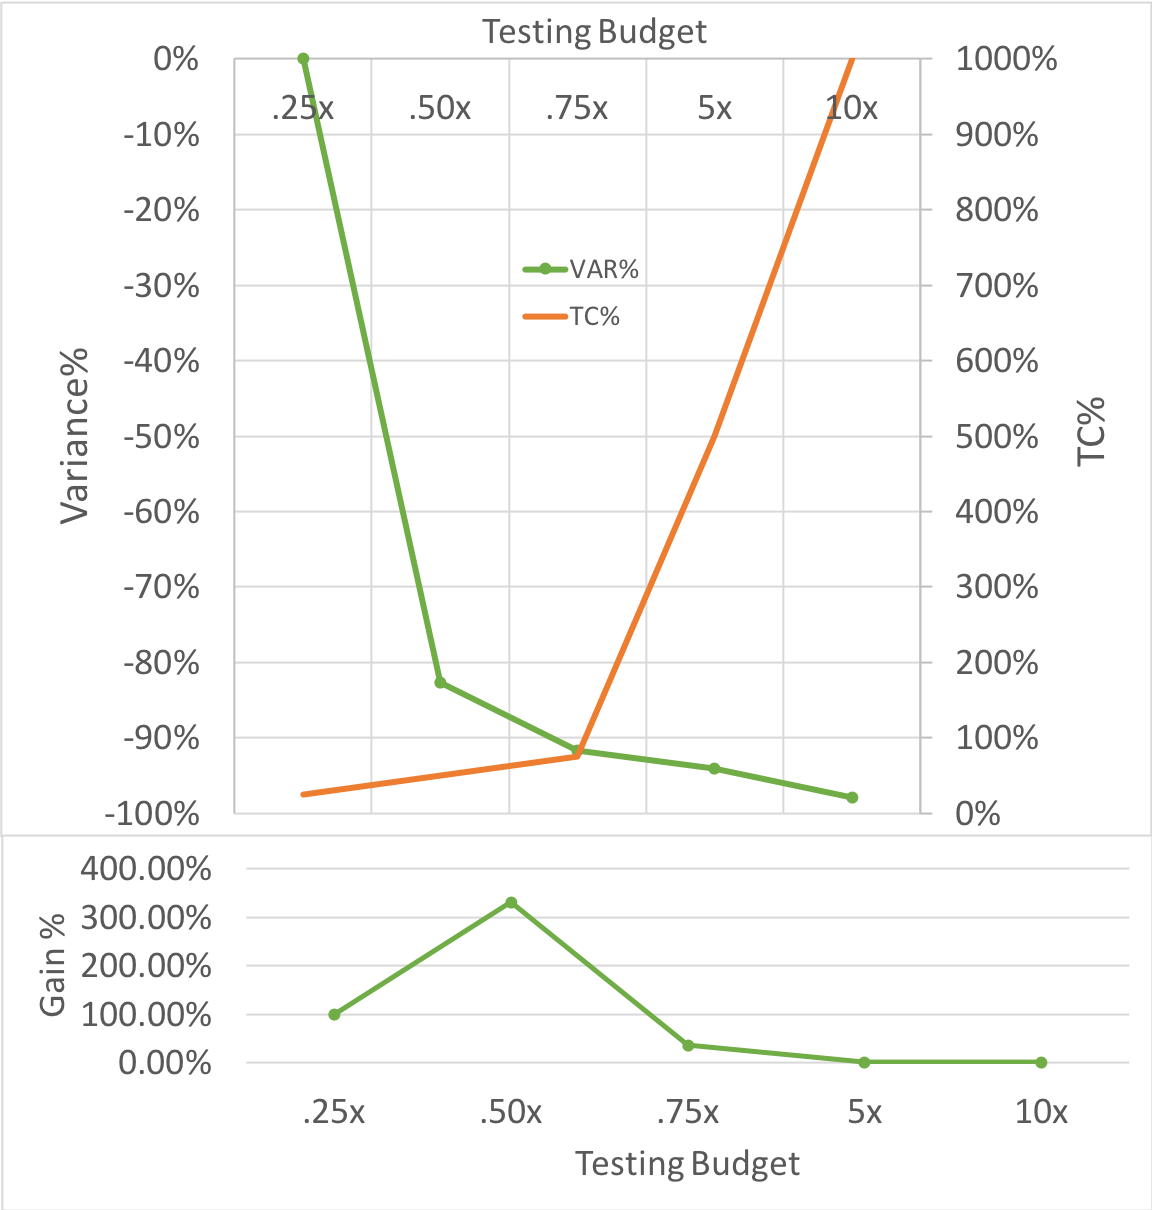 Testing Budget
0% 1000%
.25x .50x .75x 5x 10x
-10% 900%
-20% 800%
VAR%
-30% 700%
TC%
-40% 600%
Variance%
TC%
-50% 500%
-60% 400%
-70% 300%
-80% 200%
-90% 100%
-100% 0%
Gain %
400.00%
300.00%
200.00%
100.00%
0.00%
.25x .50x .75x 5x 10x
Testing Budget